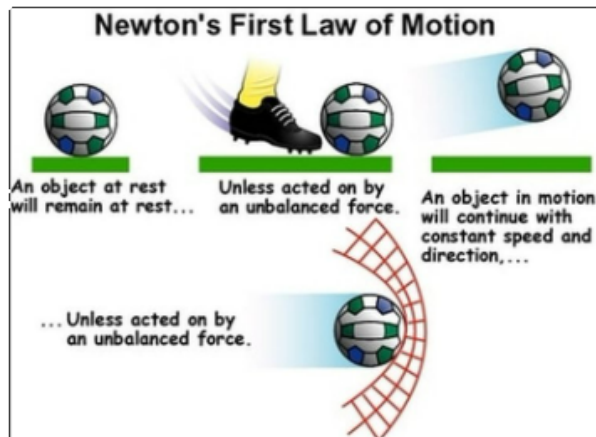 Newton's First Law of Motion
An object at rest
will remain at rest...
Unless acted on by
an unbalanced force.
An object in motion
will continue with
constant speed and
direction,...
... Unless acted on by
an unbalanced force.